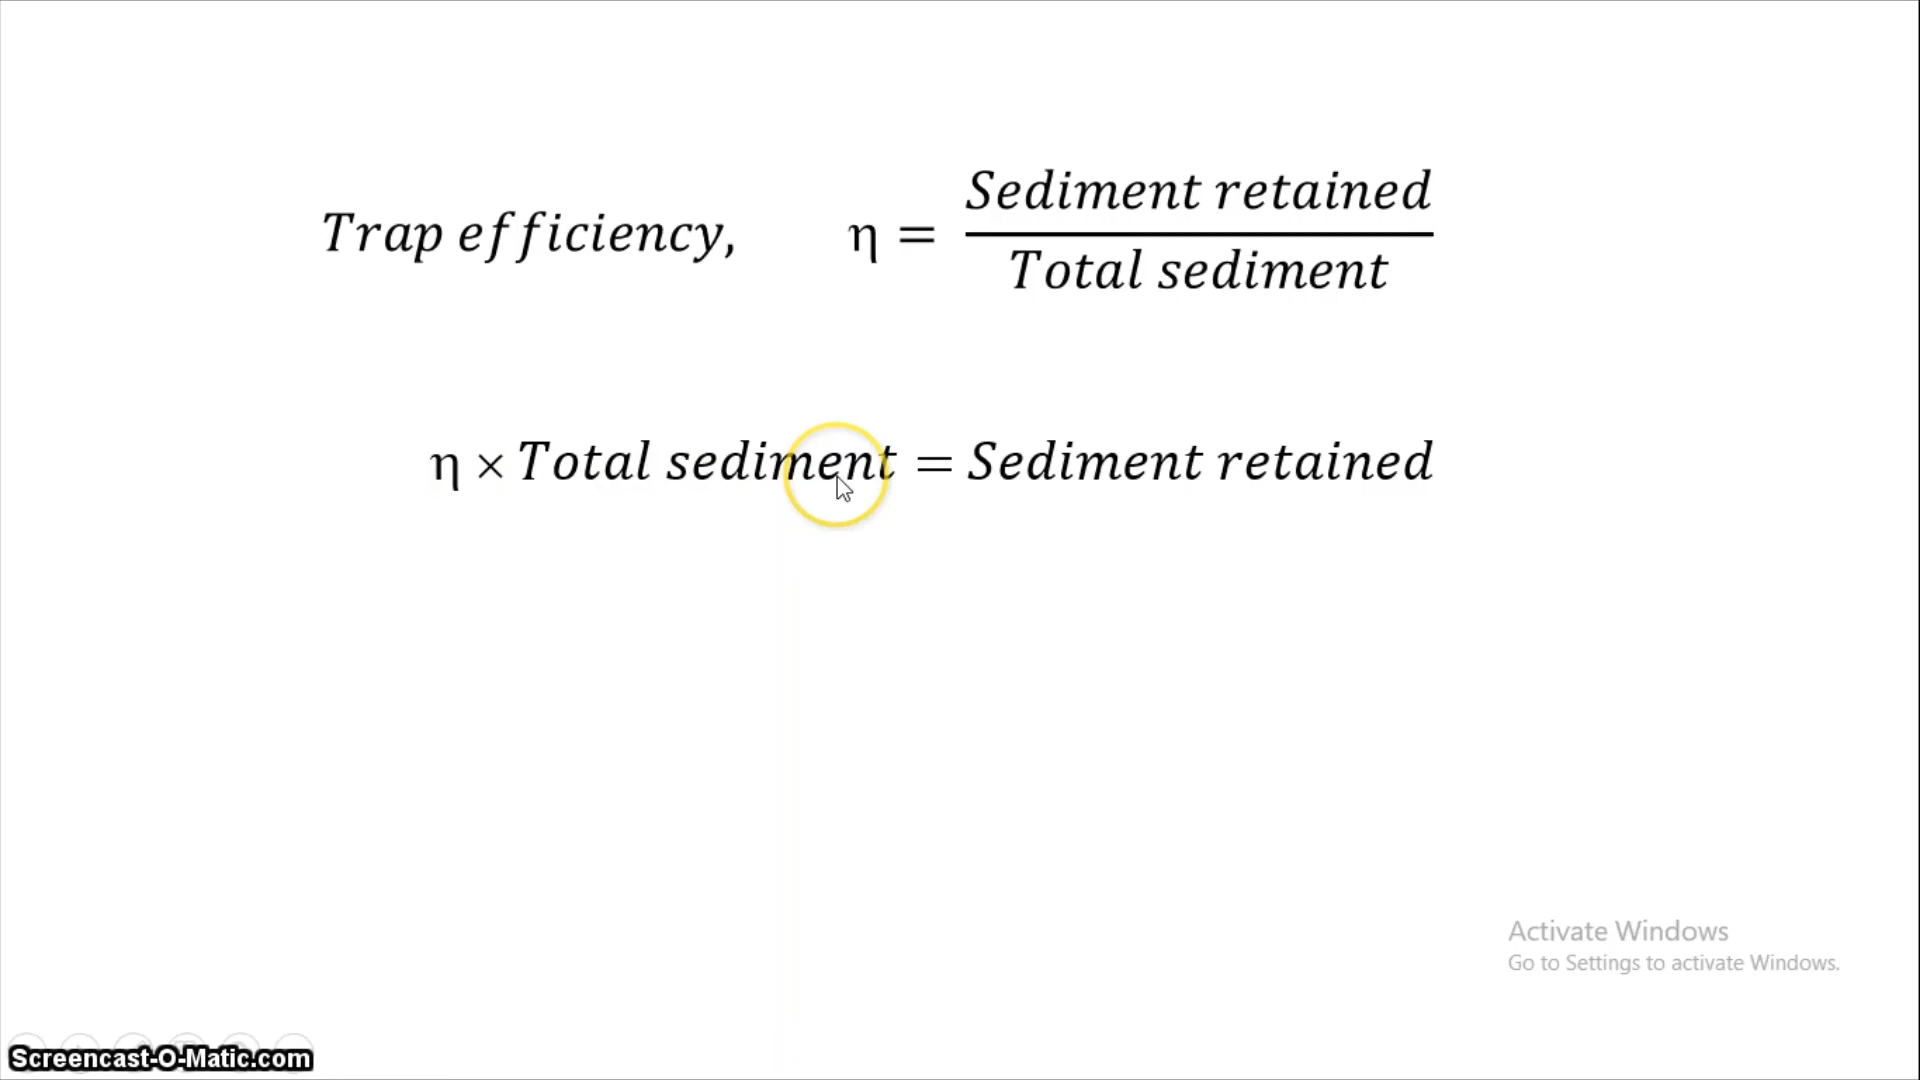 Trap efficiency, η = Sediment retained / Total sediment
η × Total sediment = Sediment retained
Activate Windows
Go to Settings to activate Windows.
Screencast-O-Matic.com